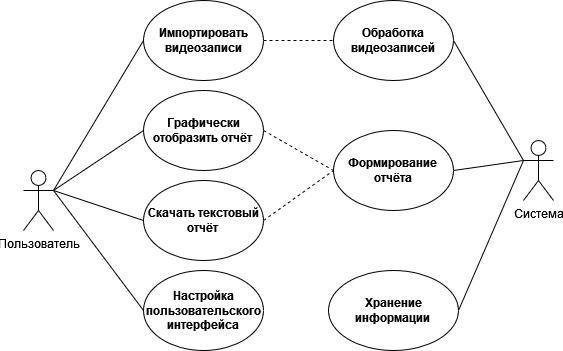 Импортировать
видеозаписи
Обработка
видеозаписей
Графически
отобразить отчёт
Формирование
отчёта
Скачать текстовый
отчёт
Пользователь
Система
Настройка
пользовательского
интерфейса
Хранение
информации